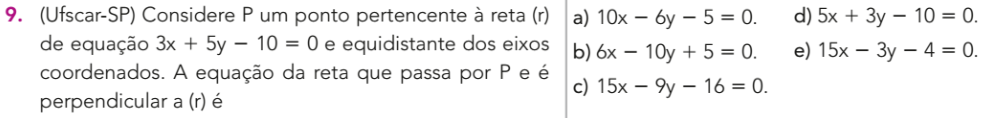 9. (Ufscar-SP) Considere P um ponto pertencente à reta (r)
de equação 3x + 5y − 10 = 0 e equidistante dos eixos
coordenados. A equação da reta que passa por P e é
perpendicular a (r) é
a) 10x − 6y − 5 = 0.
b) 6x − 10y + 5 = 0.
c) 15x − 9y − 16 = 0.
d) 5x + 3y − 10 = 0.
e) 15x − 3y − 4 = 0.